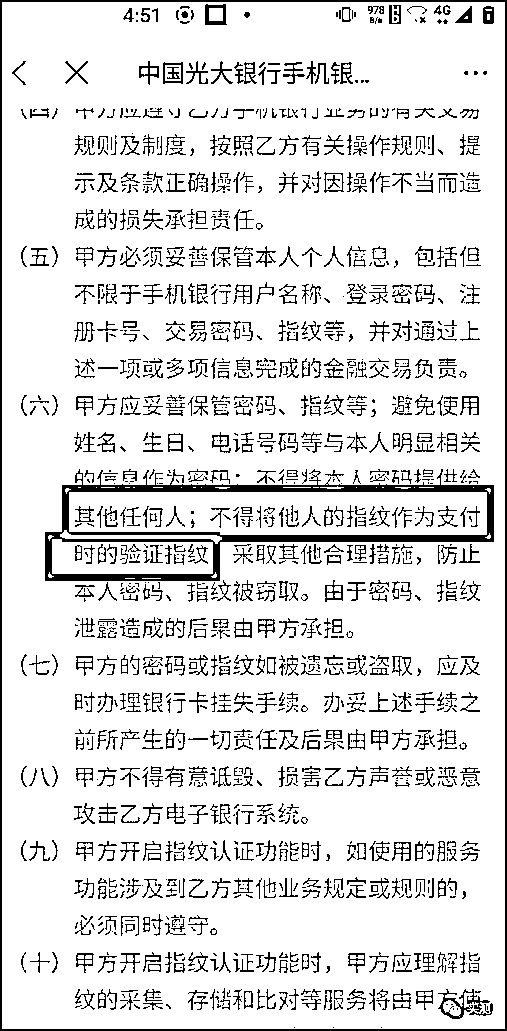 4:51
978
B/s
4G
中国光大银行手机银...
（四）甲方应遵守乙方手机银行业务的有关交易
规则及制度，按照乙方有关操作规则、提
示及条款正确操作，并对因操作不当而造
成的损失承担责任。
（五）甲方必须妥善保管本人个人信息，包括但
不限于手机银行用户名称、登录密码、注
册卡号、交易密码、指纹等，并对通过上
述一项或多项信息完成的金融交易负责。
（六）甲方应妥善保管密码、指纹等；避免使用
姓名、生日、电话号码等与本人明显相关
的信息作为密码；不得将本人密码提供给
其他任何人；不得将他人的指纹作为支付
时的验证指纹 采取其他合理措施，防止
本人密码、指纹被窃取。由于密码、指纹
泄露造成的后果由甲方承担。
（七）甲方的密码或指纹如被遗忘或盗取，应及
时办理银行卡挂失手续。办妥上述手续之
前所产生的一切责任及后果由甲方承担。
（八）甲方不得有意诋毁、损害乙方声誉或恶意
攻击乙方电子银行系统。
（九）甲方开启指纹认证功能时，如使用的服务
功能涉及到乙方其他业务规定或规则的，
必须同时遵守。
（十）甲方开启指纹认证功能时，甲方应理解指
纹的采集、存储和比对等服务将由甲方使